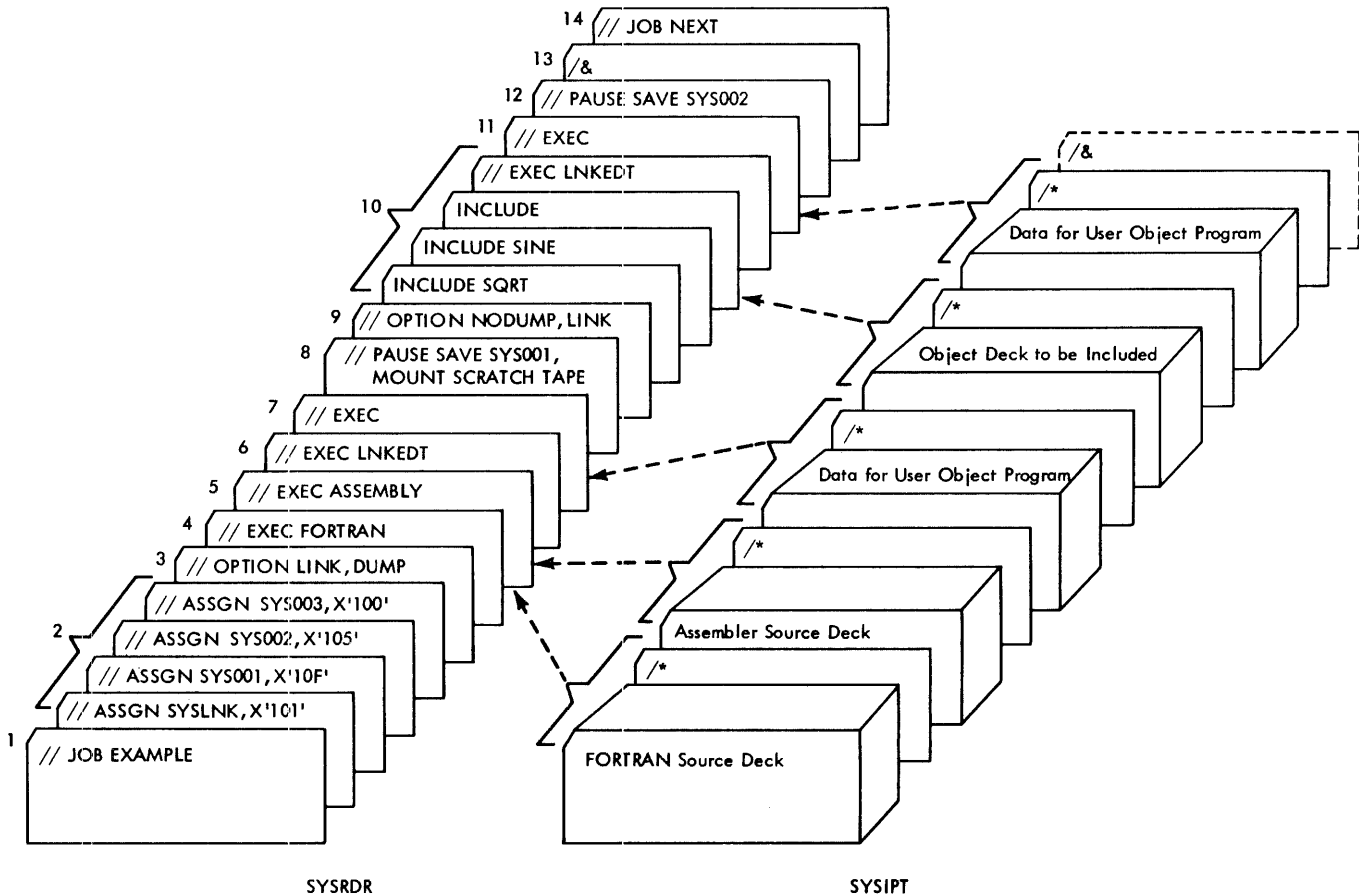 14
// JOB NEXT
13
/&
12
// PAUSE SAVE SYS002
11
// EXEC
// EXEC LNKEDT
10
INCLUDE
INCLUDE SINE
INCLUDE SQRT
9
// OPTION NODUMP, LINK
8
// PAUSE SAVE SYS001,
MOUNT SCRATCH TAPE
7
// EXEC
6
// EXEC LNKEDT
5
// EXEC ASSEMBLY
4
// EXEC FORTRAN
3
// OPTION LINK, DUMP
2
// ASSGN SYS003, X'100'
// ASSGN SYS002, X'105'
// ASSGN SYS001, X'10F'
// ASSGN SYSLNK, X'101'
1
// JOB EXAMPLE
SYSRDR
/&
/*
Data for User Object Program
/*
Object Deck to be Included
/*
Data for User Object Program
/*
Assembler Source Deck
/*
FORTRAN Source Deck
SYSIPT